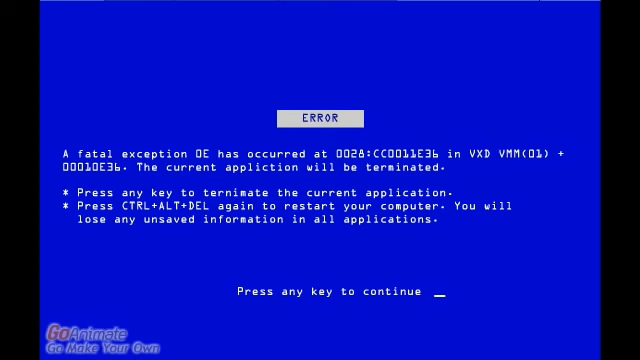 ERROR
A fatal exception OE has occurred at 0028:CC0011E36 in VXD VMM(01) +
00010E36. The current appliction will be terminated.
* Press any key to ternimate the current application.
* Press CTRL+ALT+DEL again to restart your computer. You will
lose any unsaved information in all applications.
Press any key to continue _
GoAnimate
Go Make Your Own